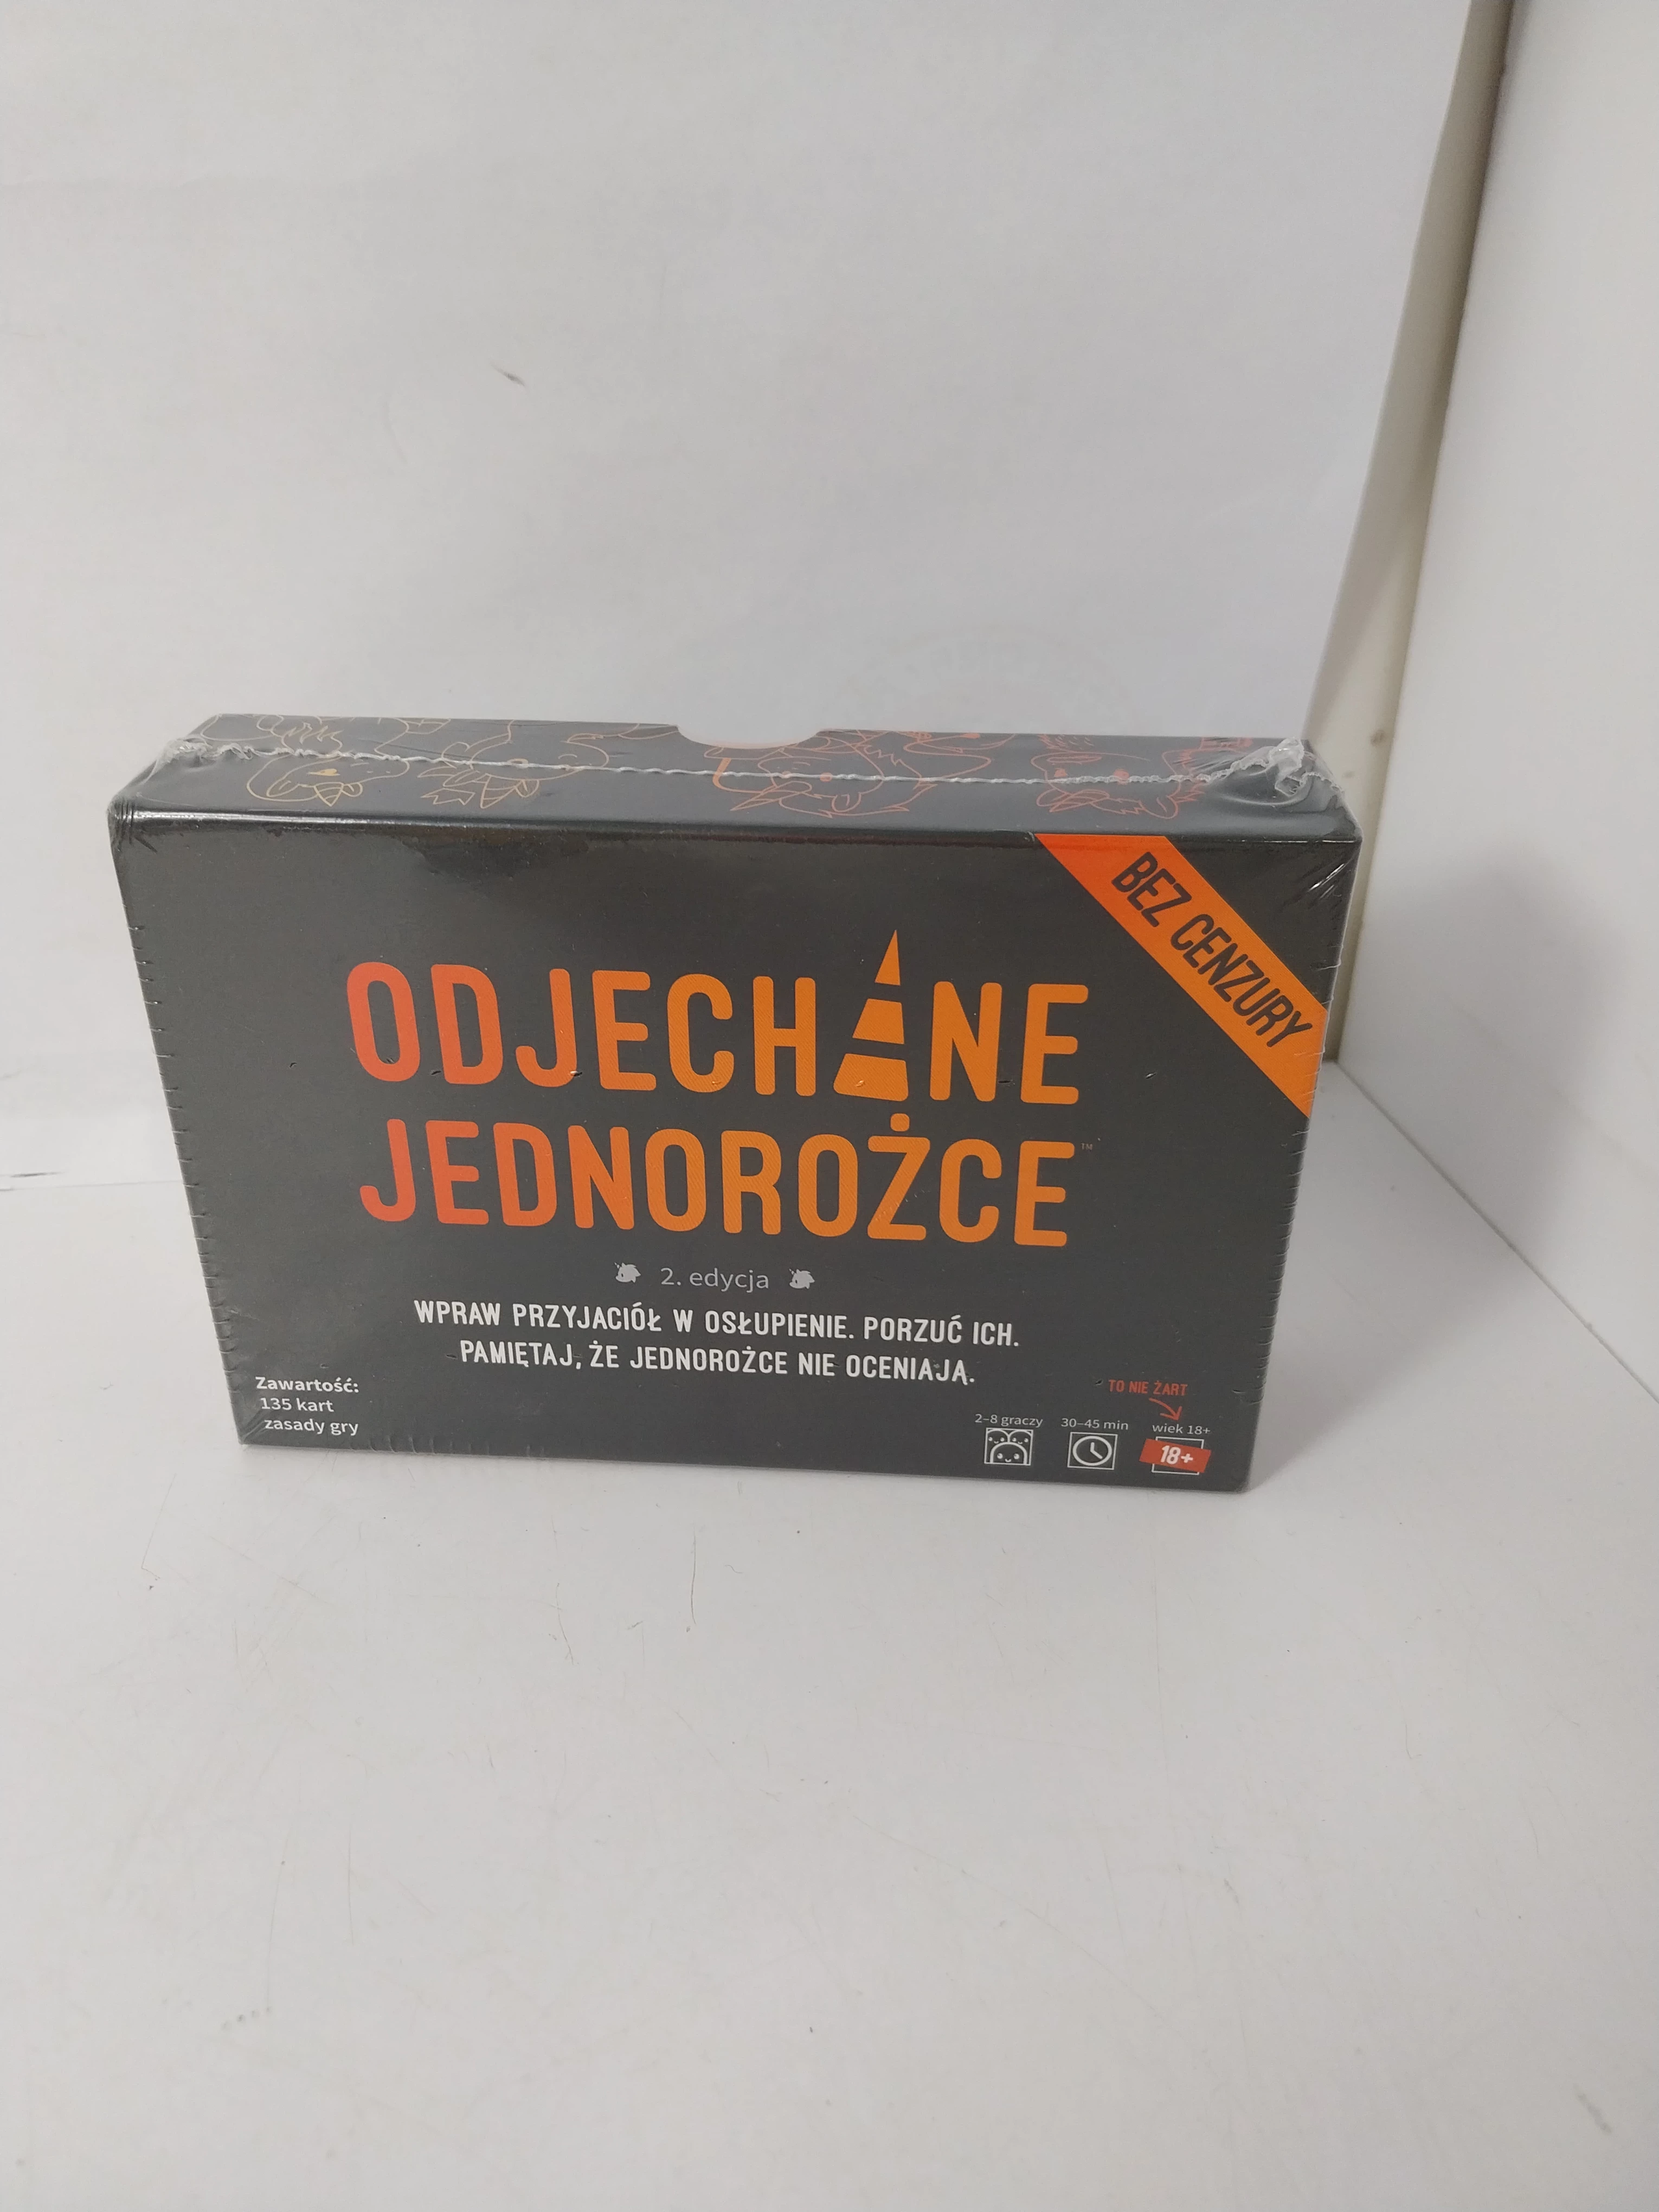 BEZ CENZURY
ODJECHANE
JEDNOROŻCE™
2. edycja
WPRAW PRZYJACIÓŁ W OSŁUPIENIE. PORZUĆ ICH.
PAMIĘTAJ, ŻE JEDNOROŻCE NIE OCENIAJĄ.
Zawartość:
135 kart
zasady gry
TO NIE ŻART
2–8 graczy 30–45 min wiek 18+
18+